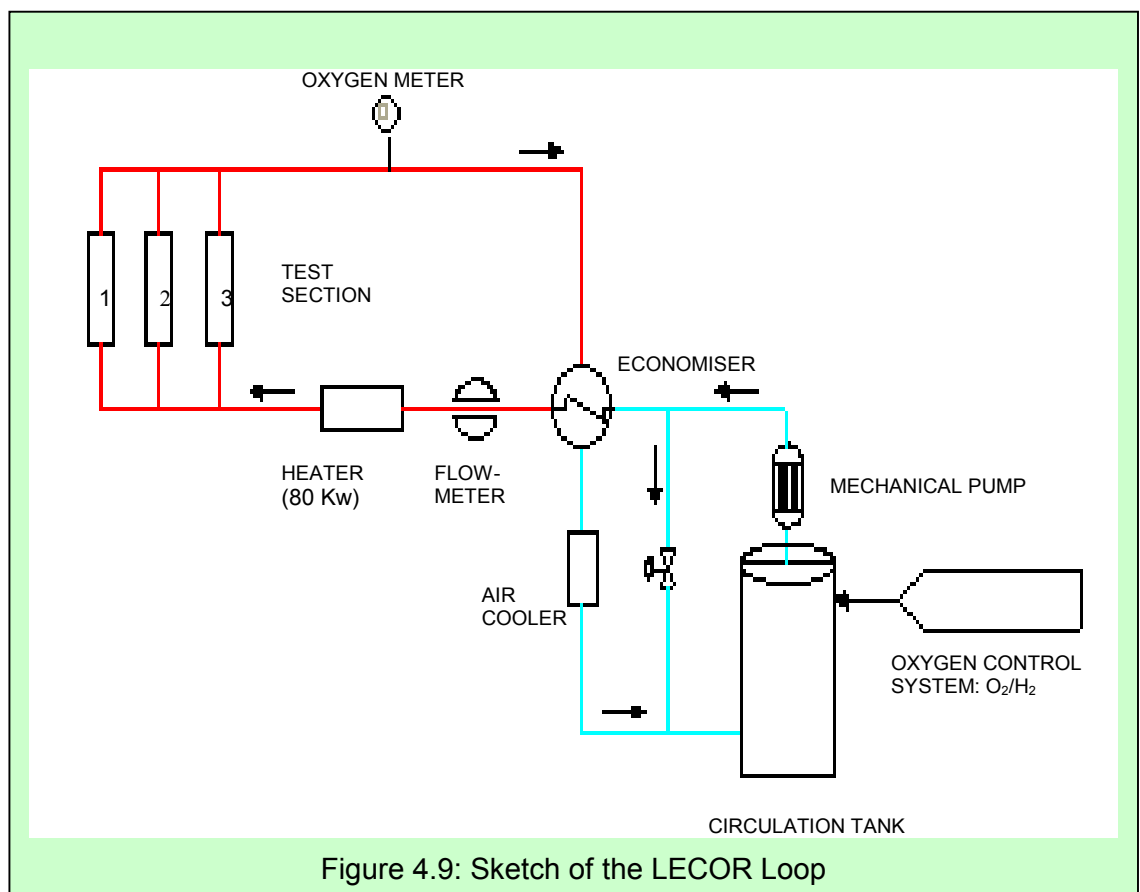 OXYGEN METER
1
2
3
TEST
SECTION
ECONOMISER
HEATER
(80 Kw)
FLOW-
METER
MECHANICAL PUMP
AIR
COOLER
OXYGEN CONTROL
SYSTEM: O₂/H₂
CIRCULATION TANK
Figure 4.9: Sketch of the LECOR Loop